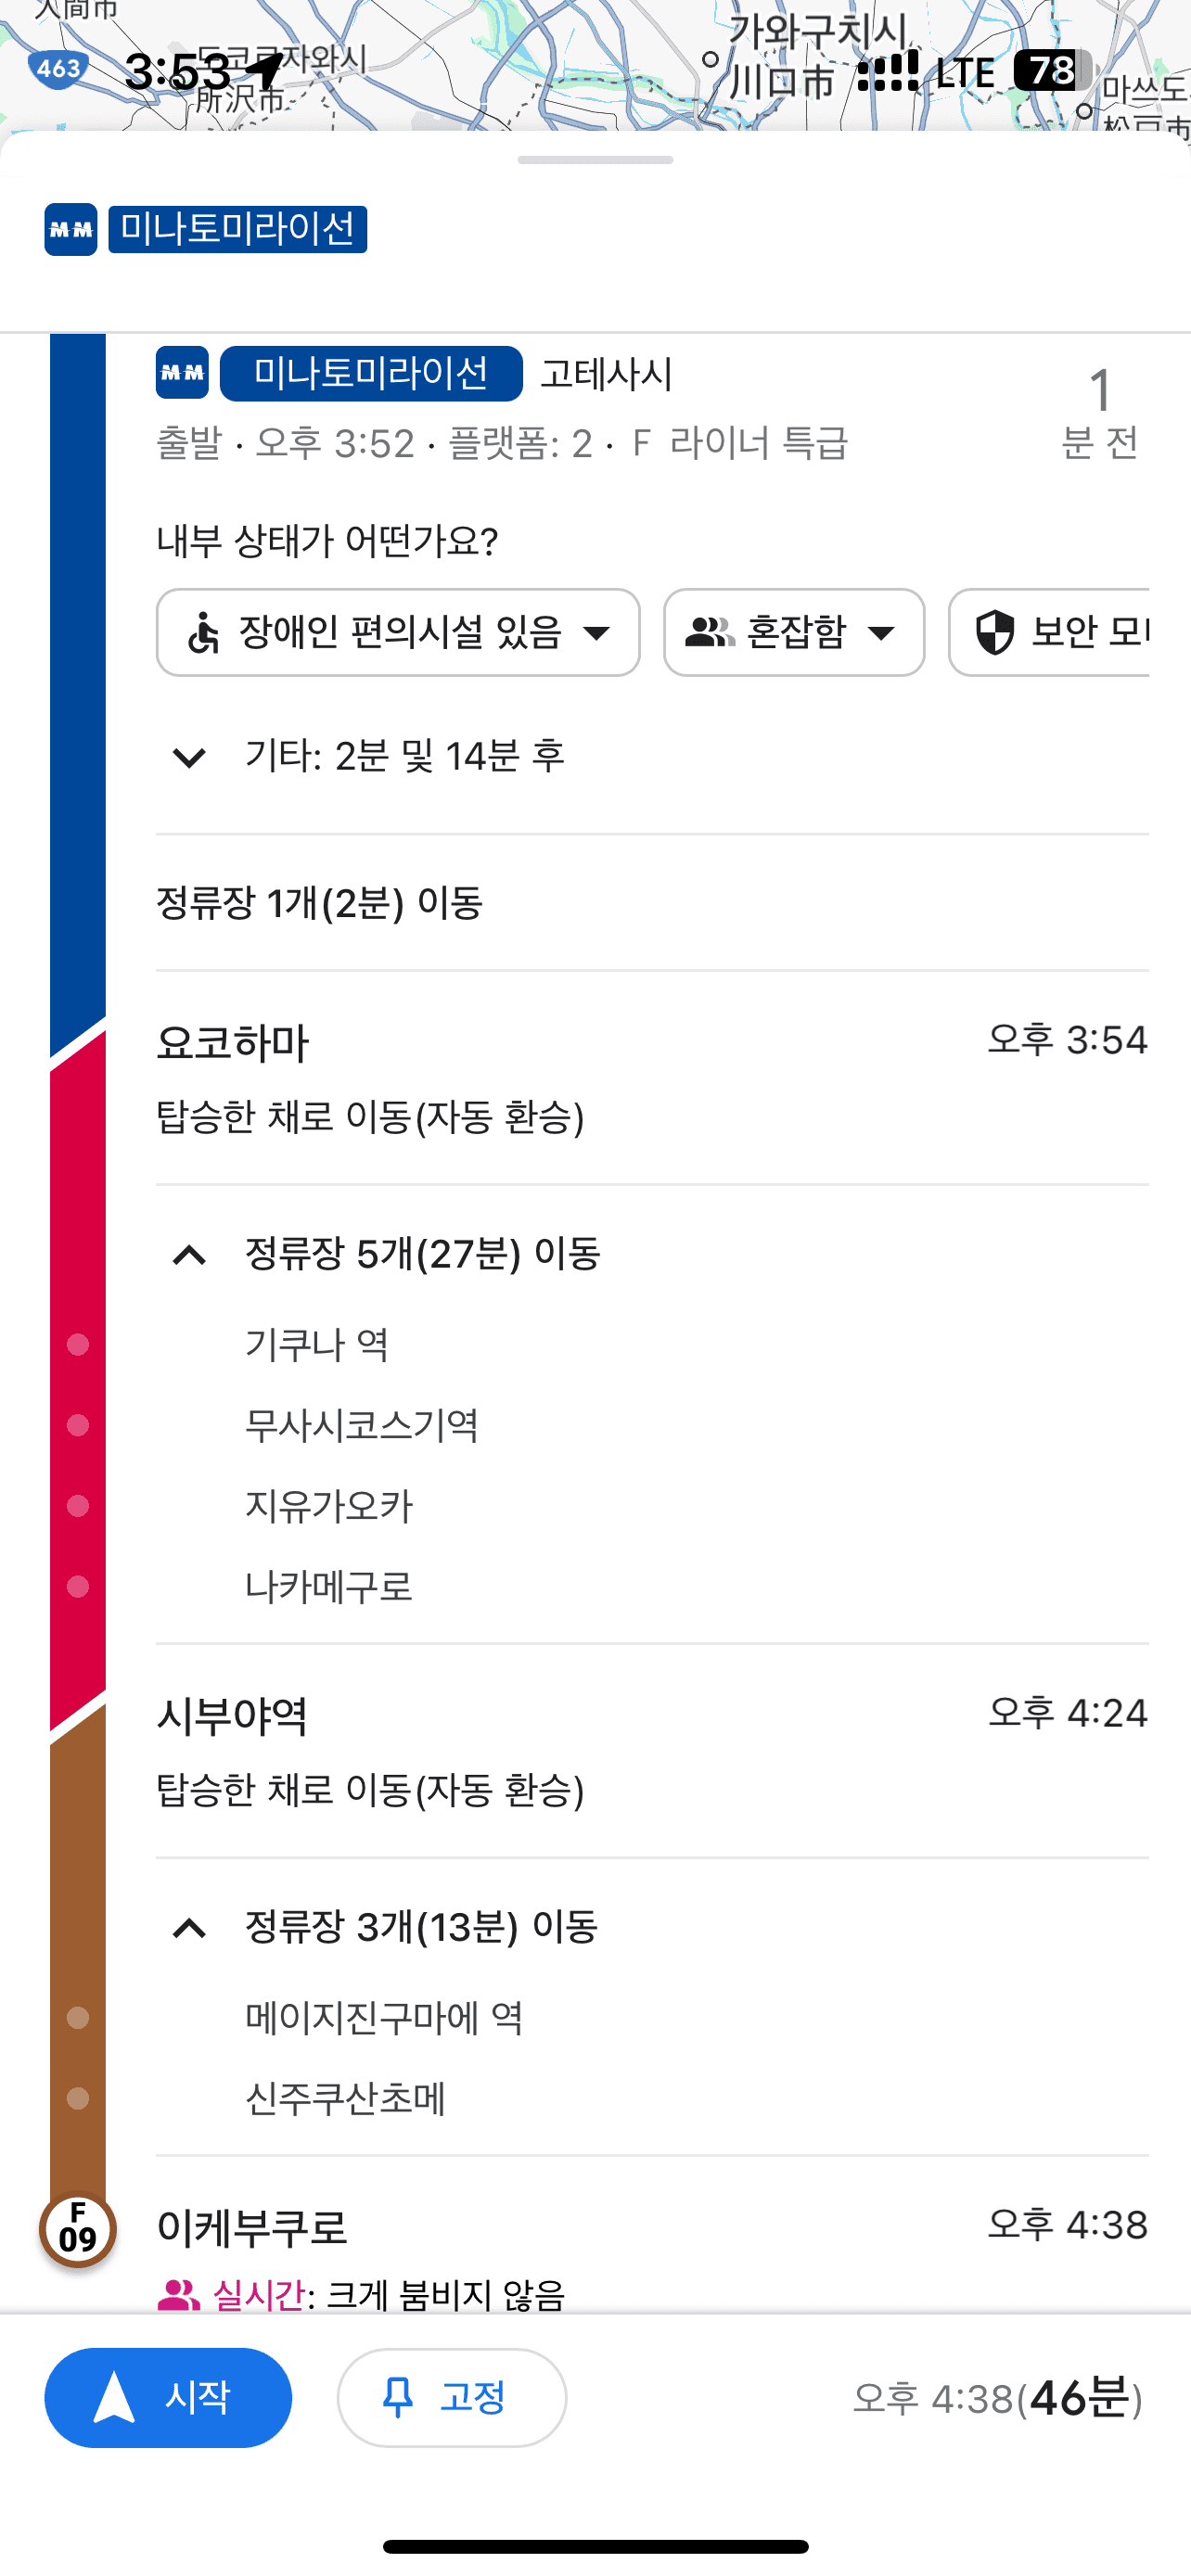 入間市
463
3:53
도코로자와시
所沢市
가와구치시
川口市
LTE
78
마쓰도
松戸市
MM 미나토미라이선
MM 미나토미라이선 고테사시
1
분 전
출발 · 오후 3:52 · 플랫폼: 2 · F 라이너 특급
내부 상태가 어떤가요?
장애인 편의시설 있음
혼잡함
보안
기타: 2분 및 14분 후
정류장 1개(2분) 이동
요코하마 오후 3:54
탑승한 채로 이동(자동 환승)
정류장 5개(27분) 이동
기쿠나 역
무사시코스기역
지유가오카
나카메구로
시부야역 오후 4:24
탑승한 채로 이동(자동 환승)
정류장 3개(13분) 이동
메이지진구마에 역
신주쿠산초메
F
09
이케부쿠로 오후 4:38
실시간: 크게 붐비지 않음
시작
고정
오후 4:38(46분)